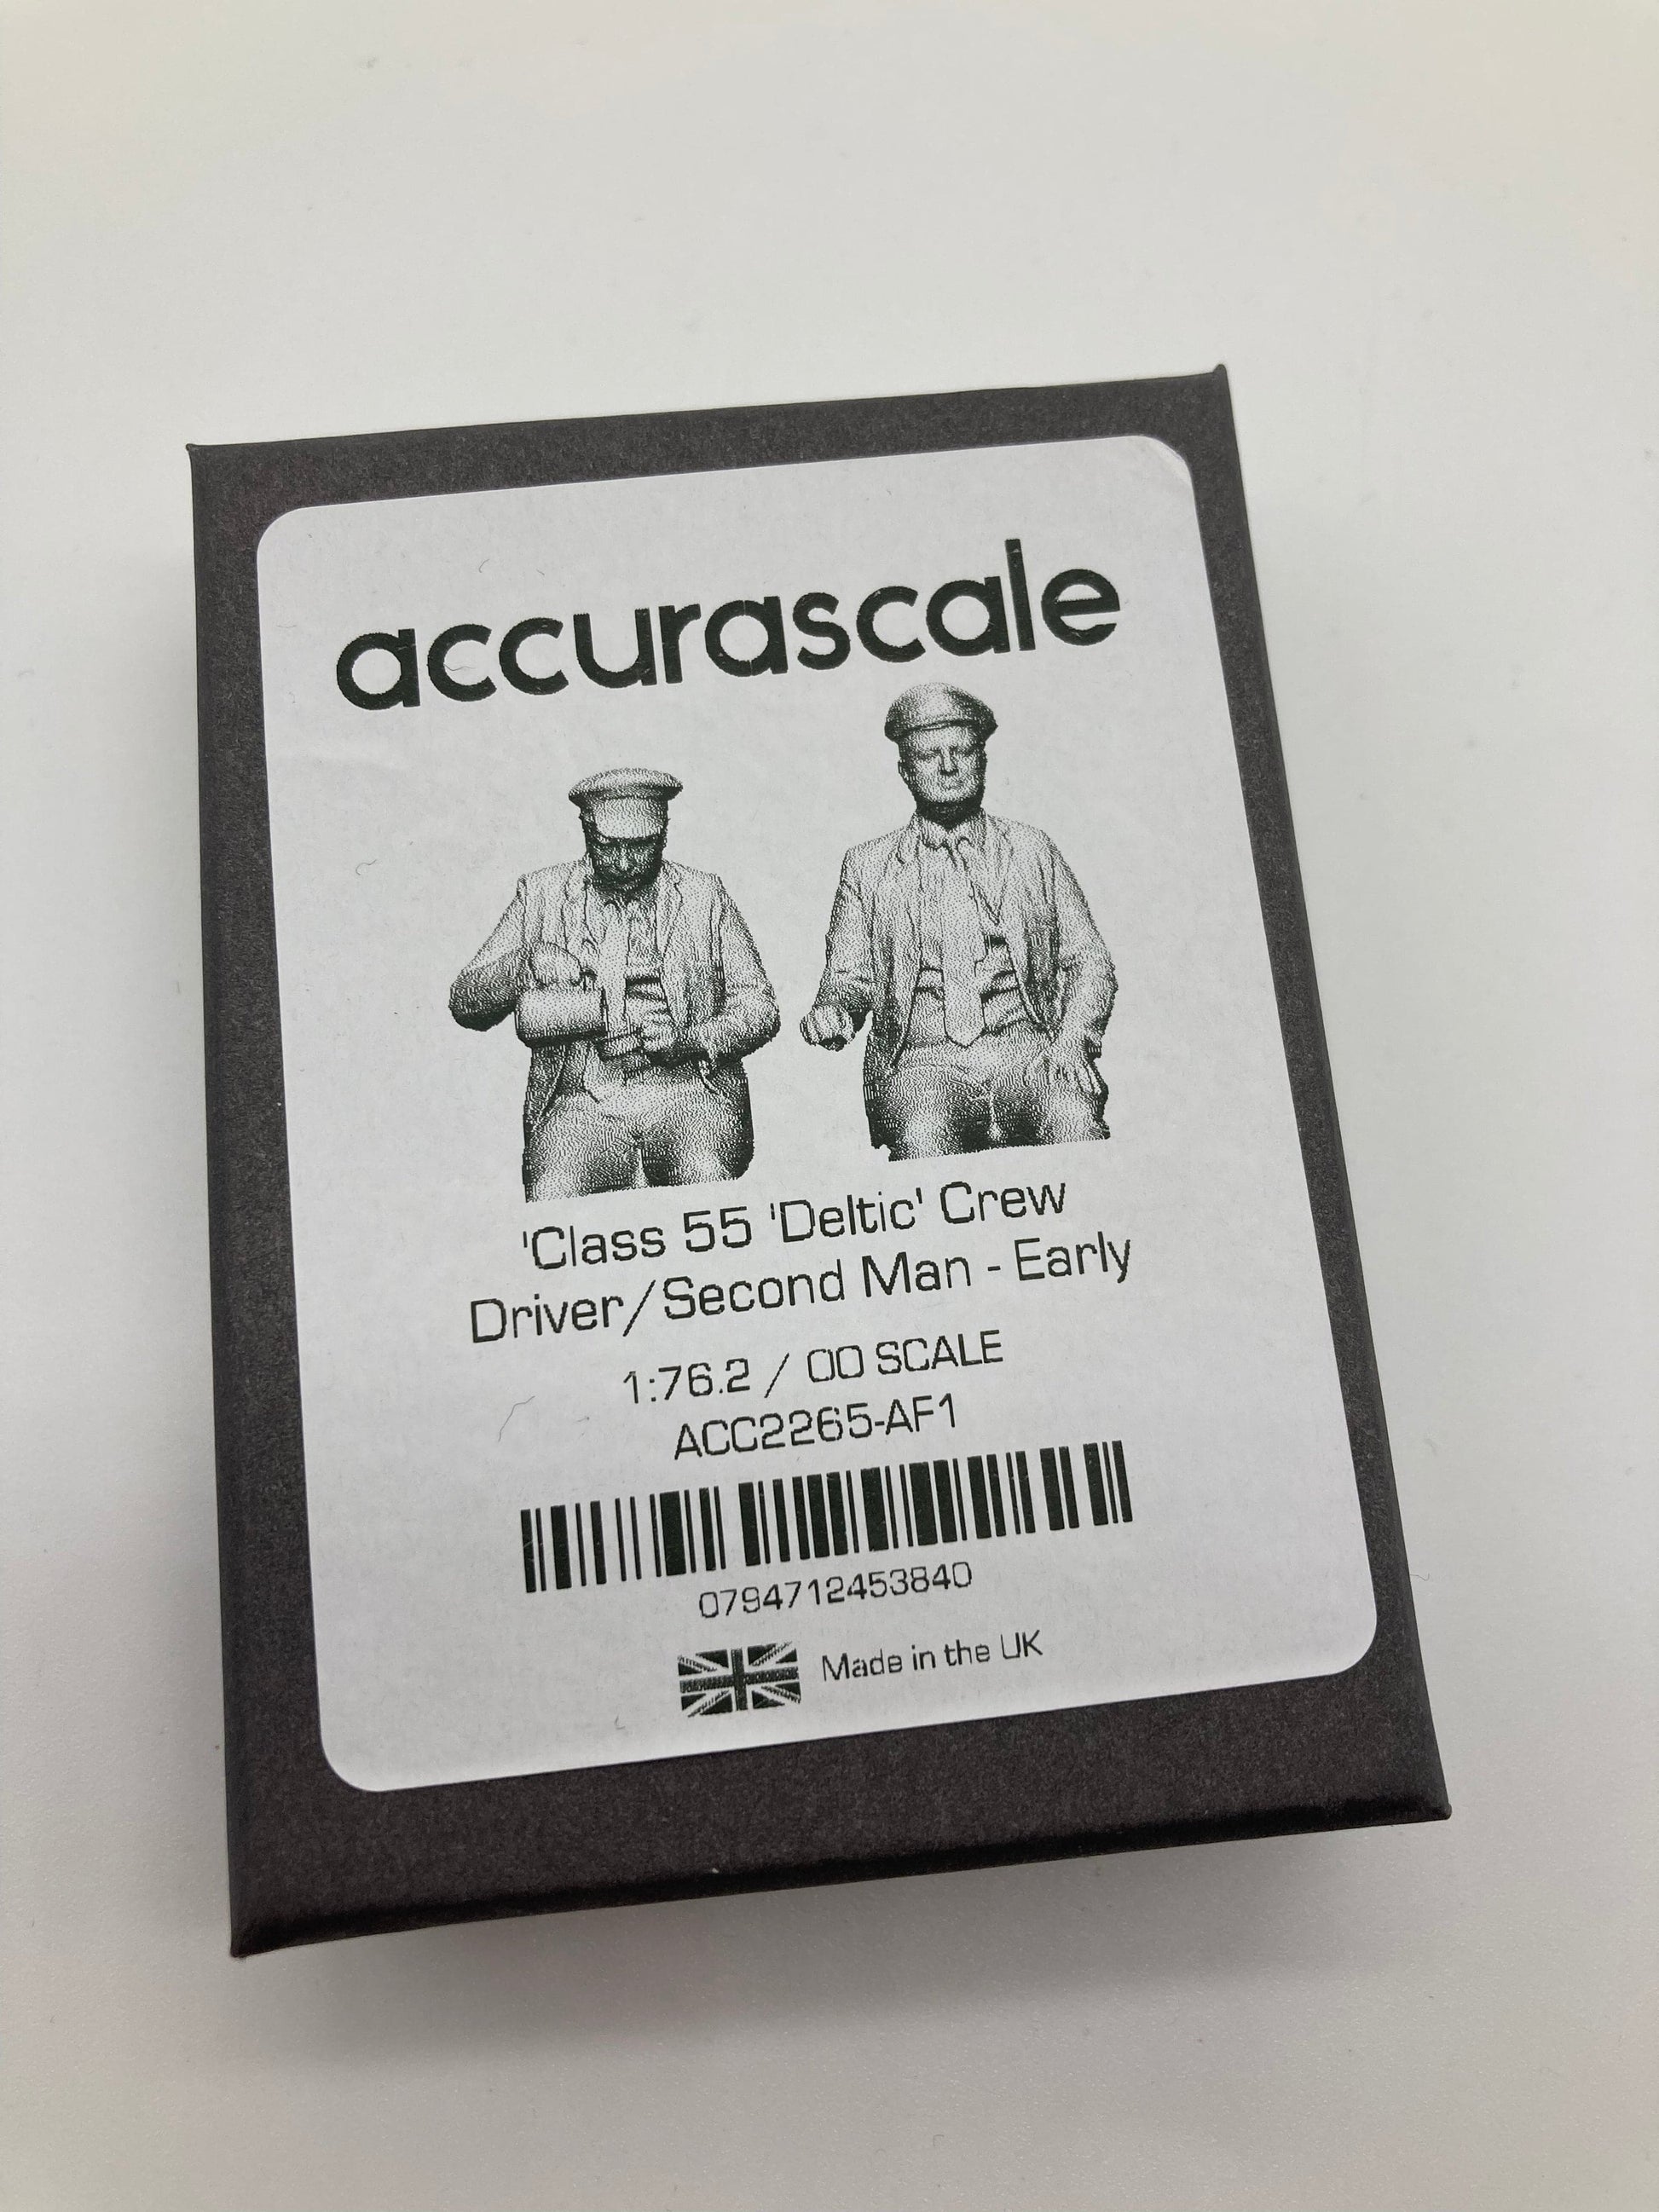 accurascale
'Class 55 'Deltic' Crew
Driver/Second Man - Early
1:76.2 / OO SCALE
ACC2265-AF1
0794712453840
Made in the UK